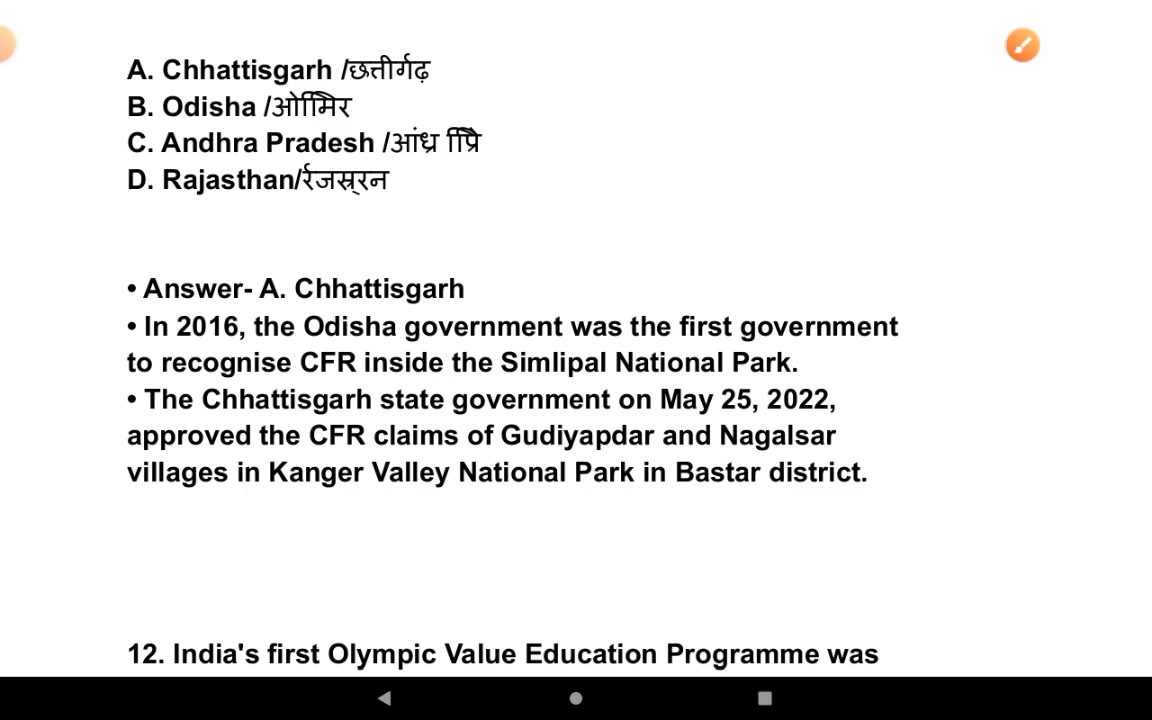 A. Chhattisgarh /छत्तीर्गढ़
B. Odisha /ओमिर
C. Andhra Pradesh /आंध्र
D. Rajasthan/
• Answer- A. Chhattisgarh
• In 2016, the Odisha government was the first government
to recognise CFR inside the Simlipal National Park.
• The Chhattisgarh state government on May 25, 2022,
approved the CFR claims of Gudiyapdar and Nagalsar
villages in Kanger Valley National Park in Bastar district.
12. India's first Olympic Value Education Programme was